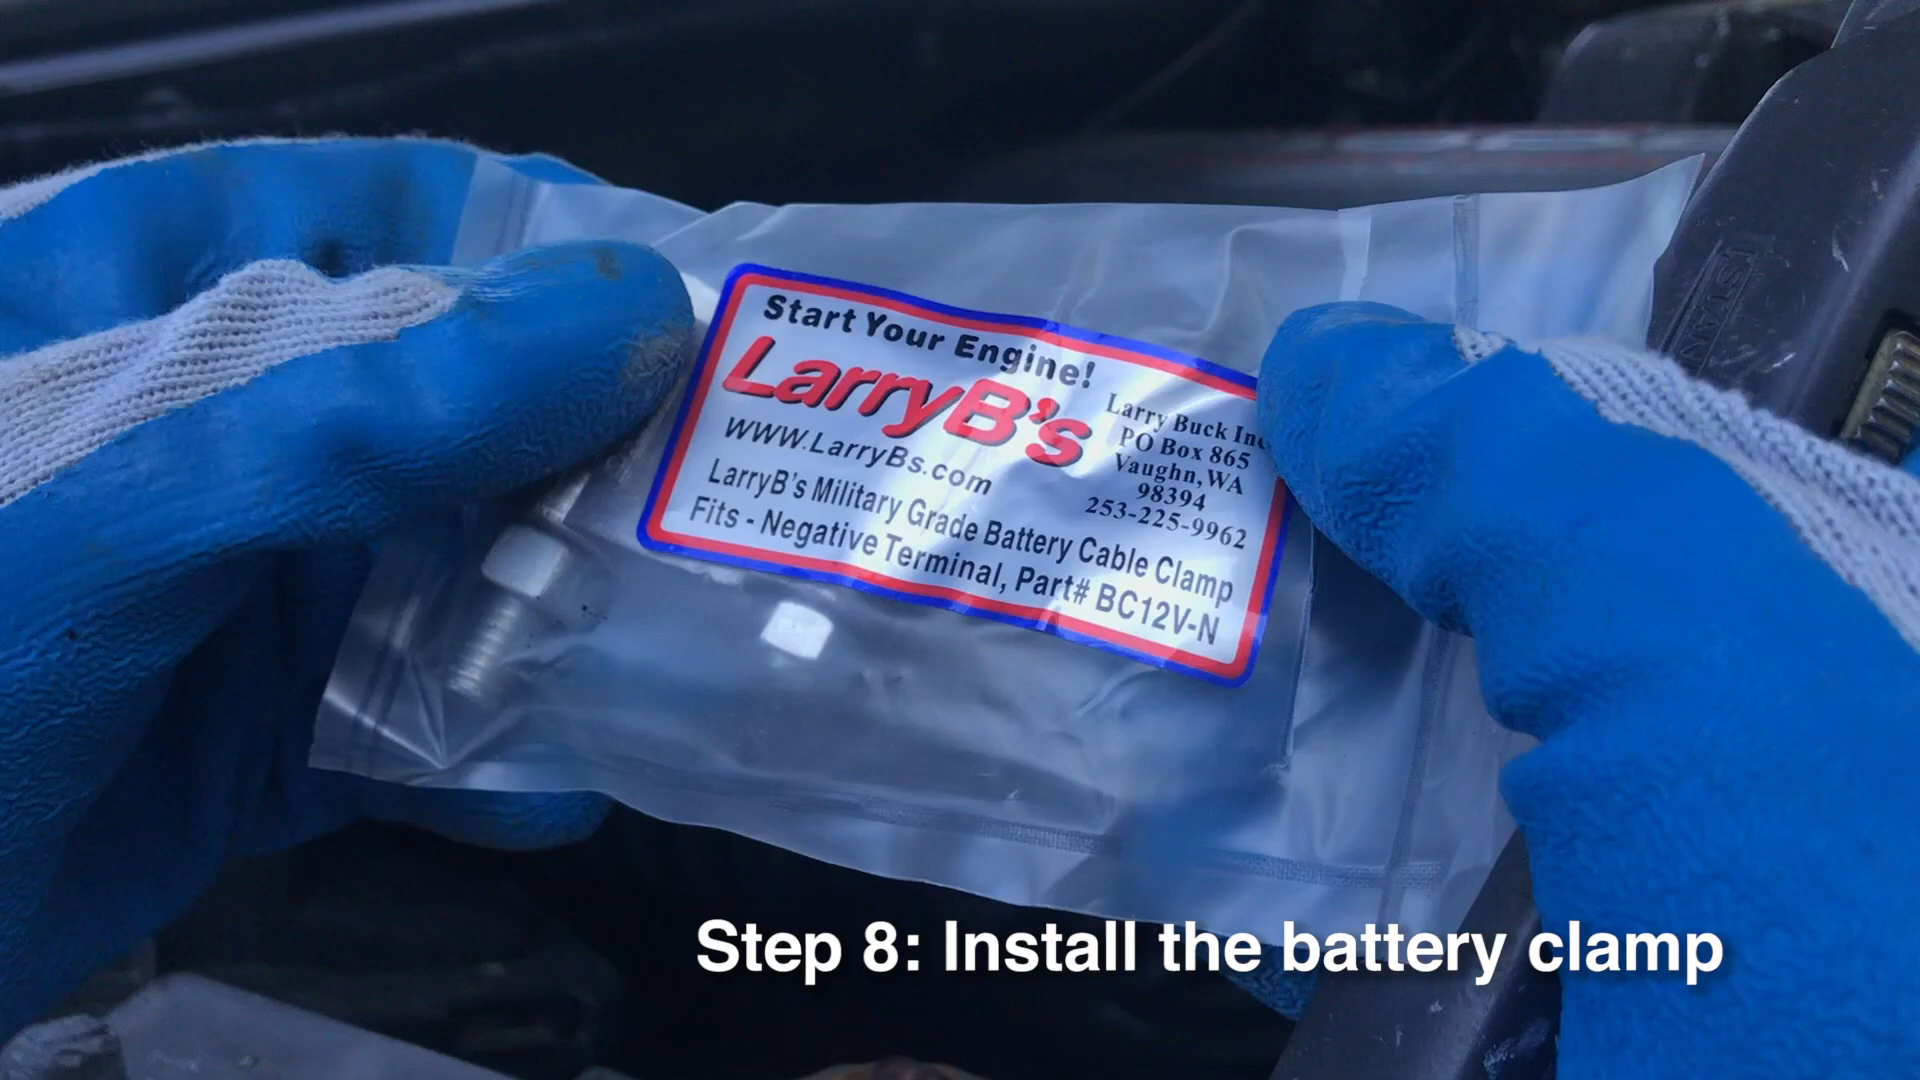 Start Your Engine!
LarryB's
WWW.LarryBs.com
Larry Buck Inc
PO Box 865
Vaughn, WA
98394
253-225-9962
LarryB's Military Grade Battery Cable Clamp
Fits - Negative Terminal, Part# BC12V-N
Step 8: Install the battery clamp